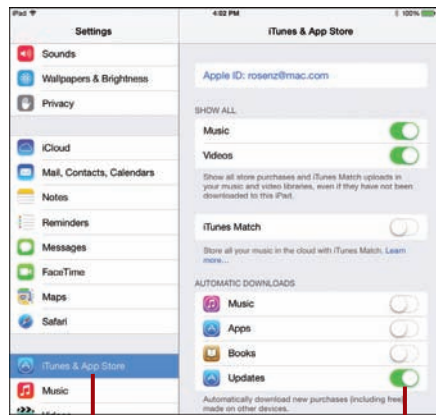 iPad
4:02 PM
100%
Settings
Sounds
Wallpapers & Brightness
Privacy
iCloud
Mail, Contacts, Calendars
Notes
Reminders
Messages
FaceTime
Maps
Safari
iTunes & App Store
Music
Videos
iTunes & App Store
Apple ID: rosenz@mac.com
SHOW ALL
Music
Videos
Show all store purchases and iTunes Match uploads in
your music and video libraries, even if they have not been
downloaded to this iPad.
iTunes Match
Store all your music in the cloud with iTunes Match. Learn
more...
AUTOMATIC DOWNLOADS
Music
Apps
Books
Updates
Automatically download new purchases (including free)
made on other devices.